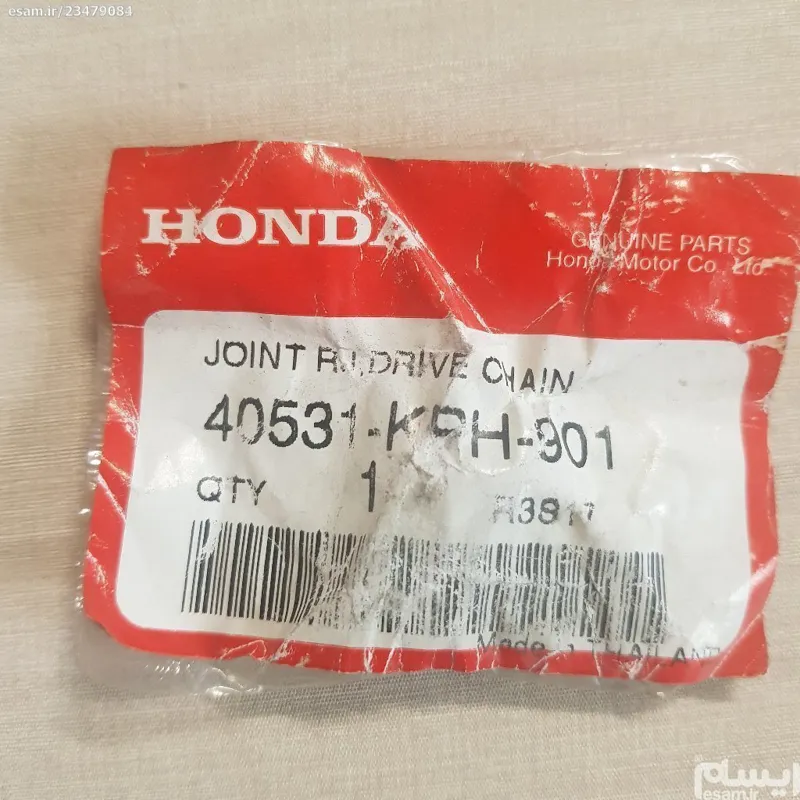 esam.ir/23479084
HONDA
GENUINE PARTS
Honda Motor Co., Ltd.
JOINT R.J,DRIVE CHAIN
40531-KPH-901
QTY 1
Made in THAILAND
ایسام
esam.ir